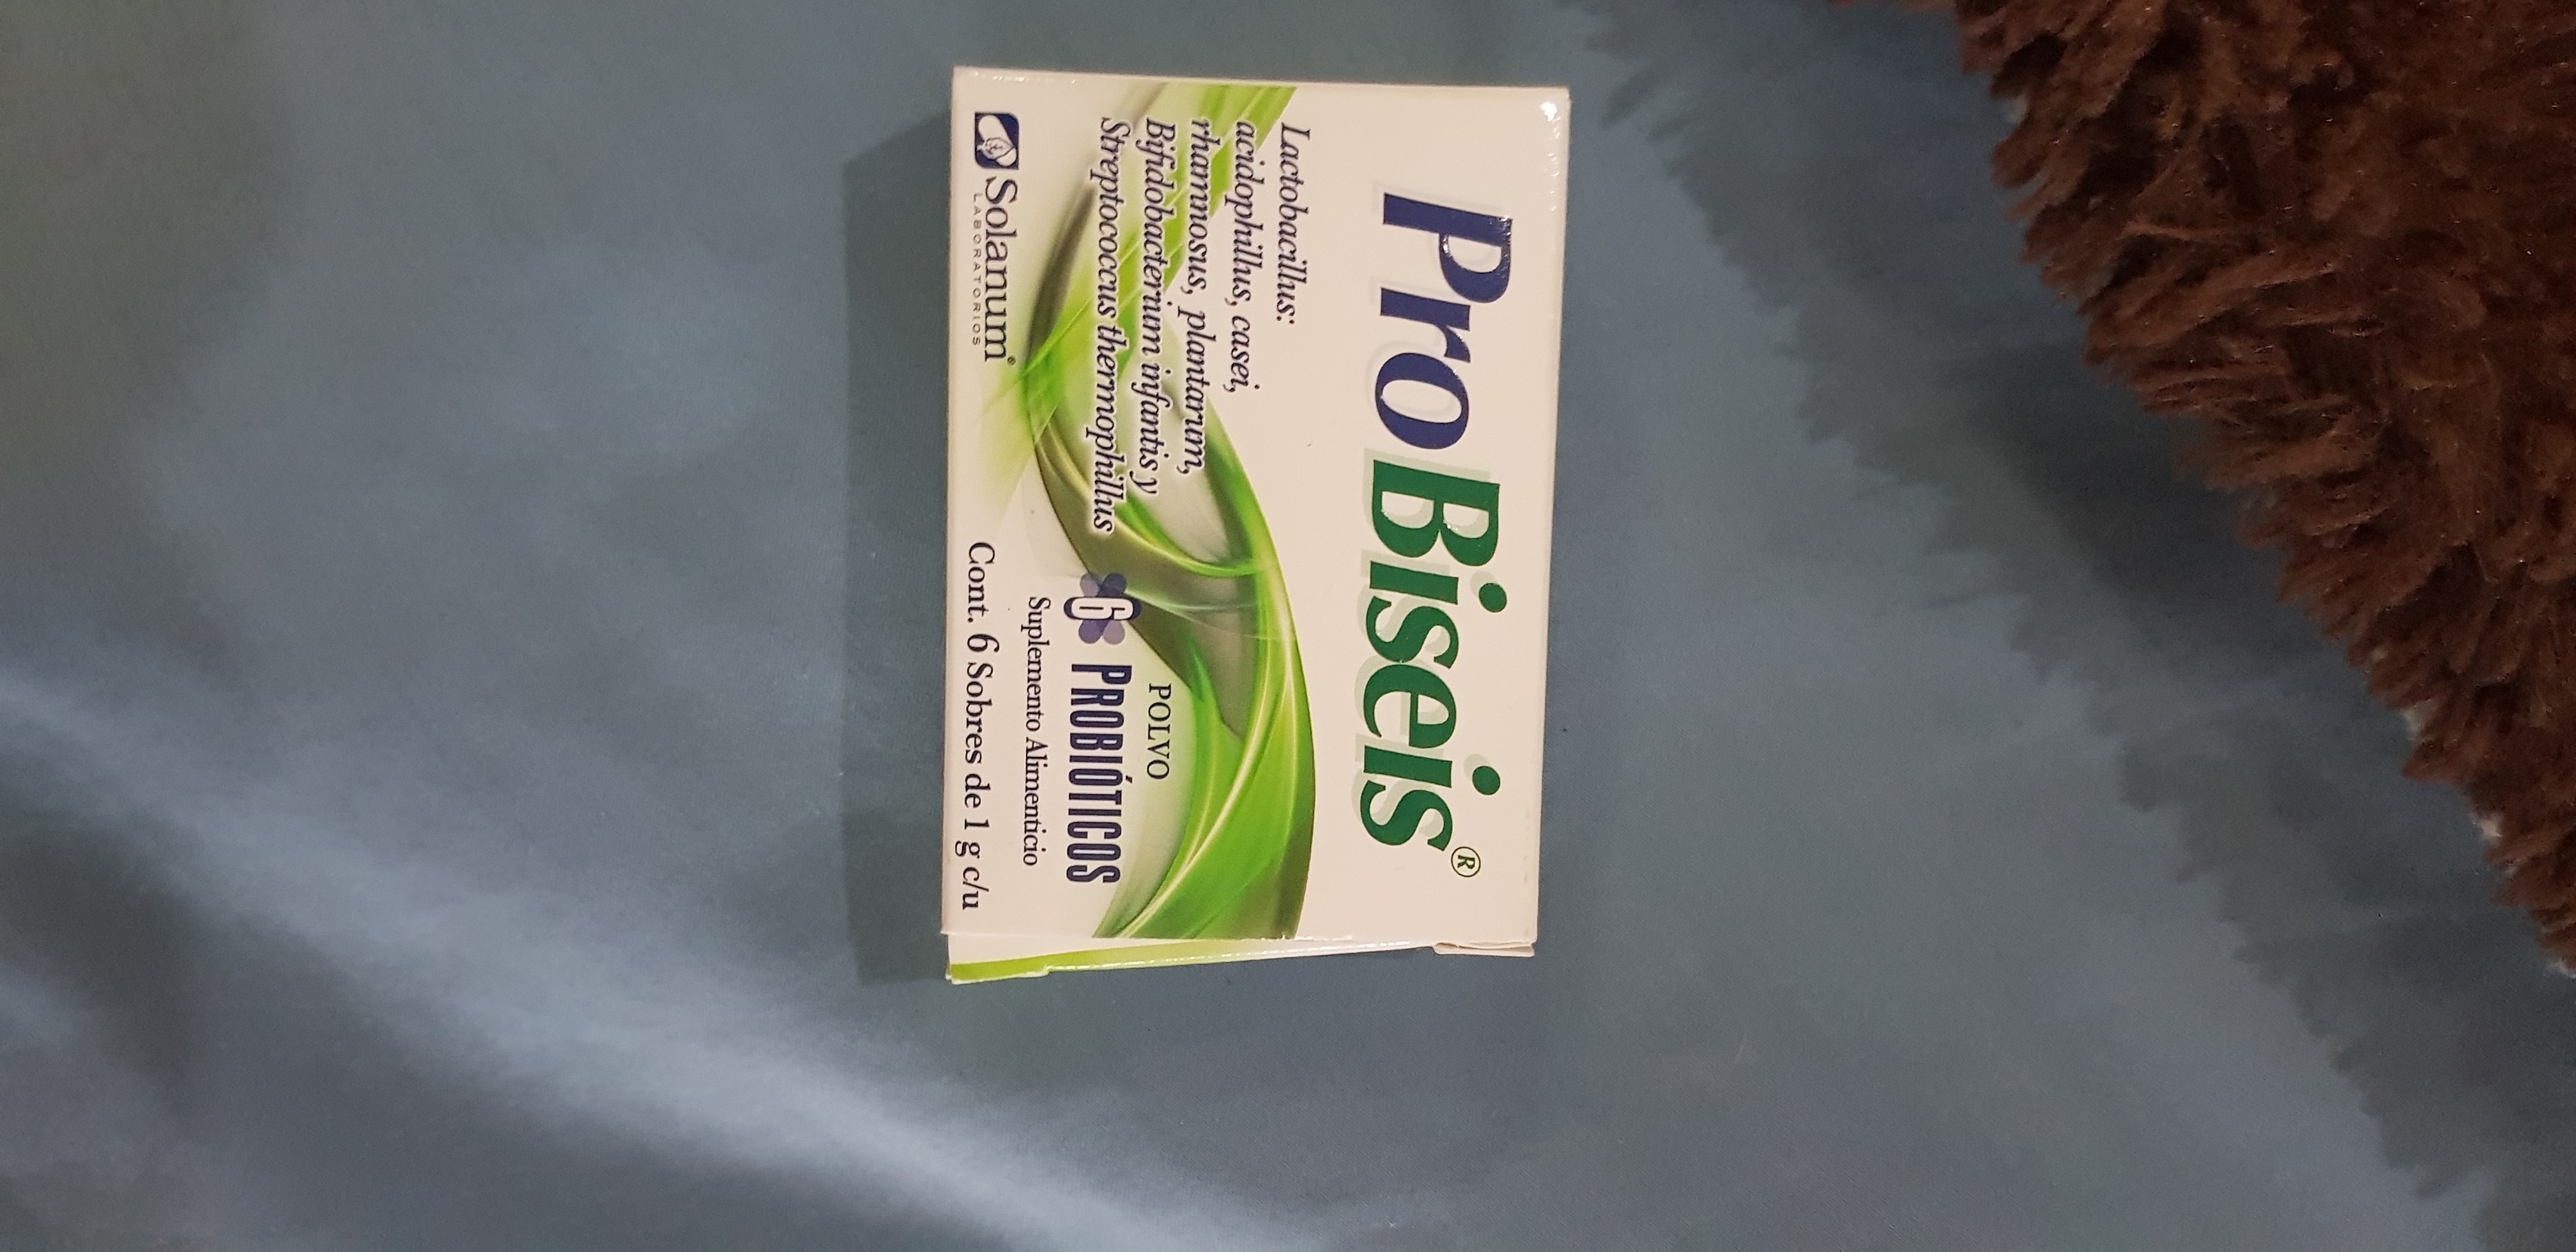 ProBiseis®
Lactobacillus:
acidophillus, casei,
rhamnosus, plantarum,
Bifidobacterium infantis y
Streptococcus thermophillus
POLVO
6 PROBIÓTICOS
Suplemento Alimenticio
Solanum®
LABORATORIOS
Cont. 6 Sobres de 1 g c/u